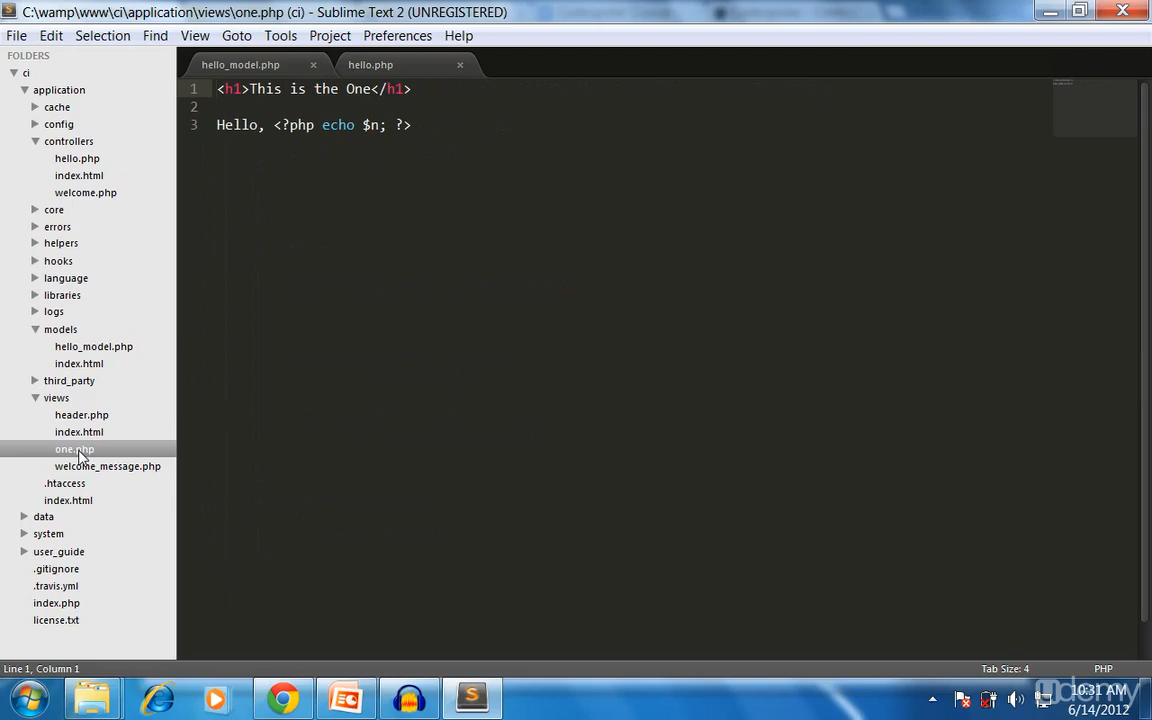 C:\wamp\www\ci\application\views\one.php (ci) - Sublime Text 2 (UNREGISTERED)
File Edit Selection Find View Goto Tools Project Preferences Help
FOLDERS
ci
application
cache
config
controllers
hello.php
index.html
welcome.php
core
errors
helpers
hooks
language
libraries
logs
models
hello_model.php
index.html
third_party
views
header.php
index.html
one.php
welcome_message.php
.htaccess
index.html
data
system
user_guide
.gitignore
.travis.yml
index.php
license.txt
hello_model.php × hello.php ×
1 <h1>This is the One</h1>
2
3 Hello, <?php echo $n; ?>
Line 1, Column 1 Tab Size: 4 PHP
udemy
10:31 AM
6/14/2012